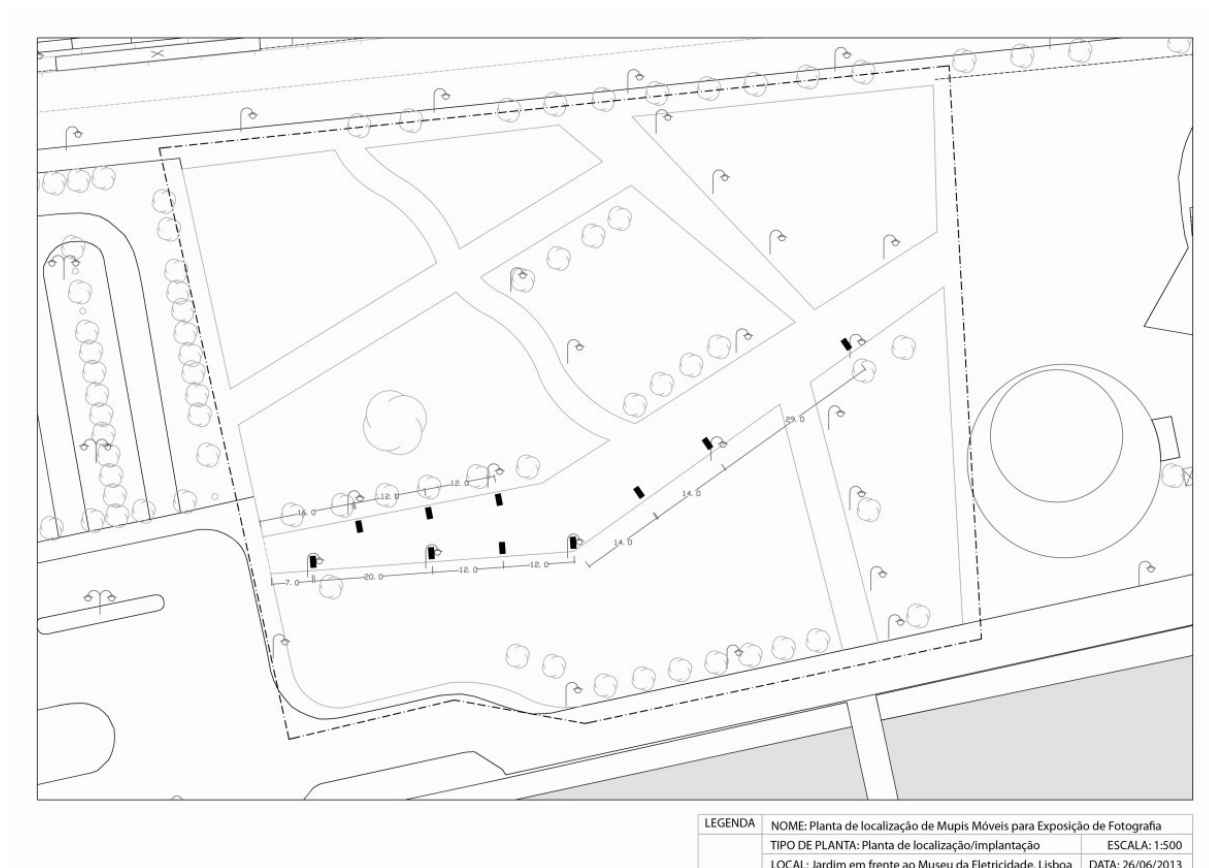 29.0
14.0
14.0
16.0
12.0
12.0
7.0
20.0
12.0
12.0
LEGENDA
NOME: Planta de localização de Mupis Móveis para Exposição de Fotografia
TIPO DE PLANTA: Planta de localização/implantação
ESCALA: 1:500
LOCAL: Jardim em frente ao Museu da Eletricidade, Lisboa
DATA: 26/06/2013